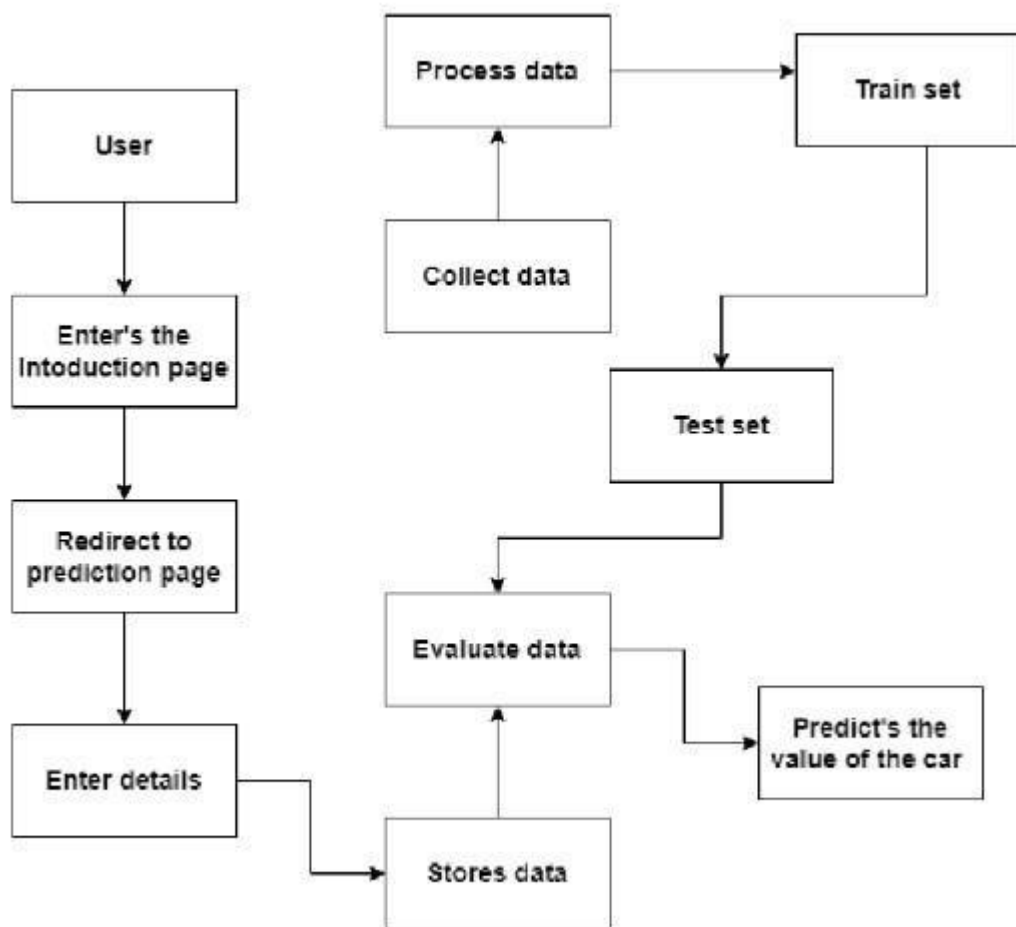 User
Enter's the
Intoduction page
Redirect to
prediction page
Enter details
Process data
Collect data
Train set
Test set
Evaluate data
Stores data
Predict's the
value of the car